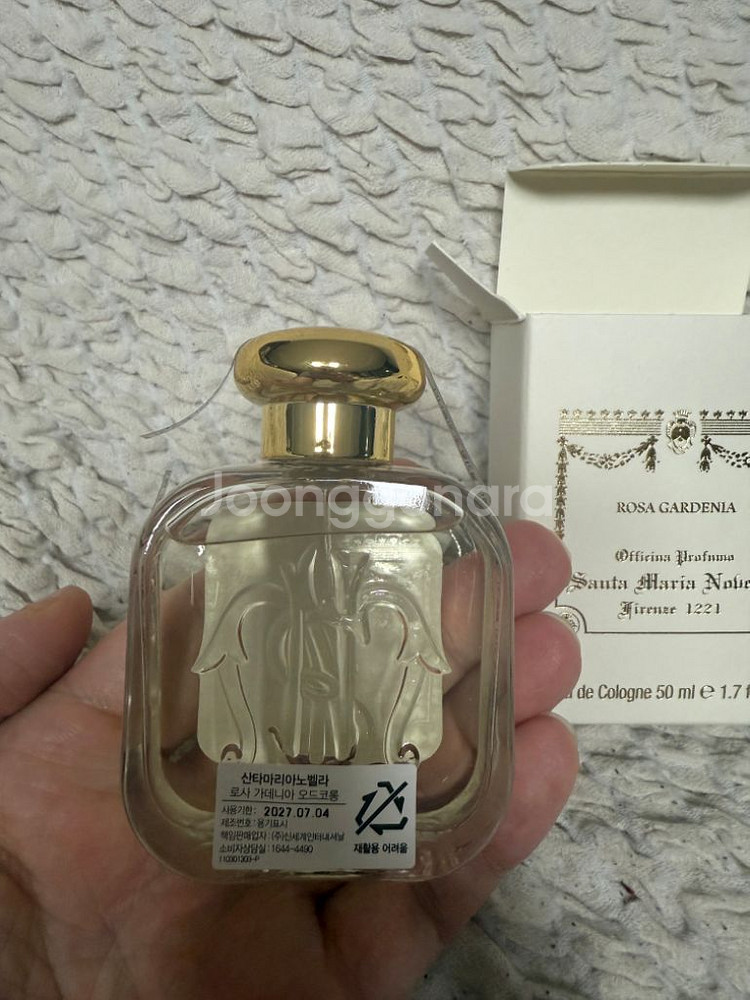 Joonggonara
ROSA GARDENIA
Officina Profumo
Santa Maria Nove
Firenze 1221
de Cologne 50 ml ℮ 1.7 f
산타마리아노벨라
로사 가데니아 오드코롱
사용기한: 2027.07.04
제조번호: 용기표시
책임판매업자: (주)신세계인터내셔날
소비자상담실: 1644-4490
110301303-P
재활용 어려움